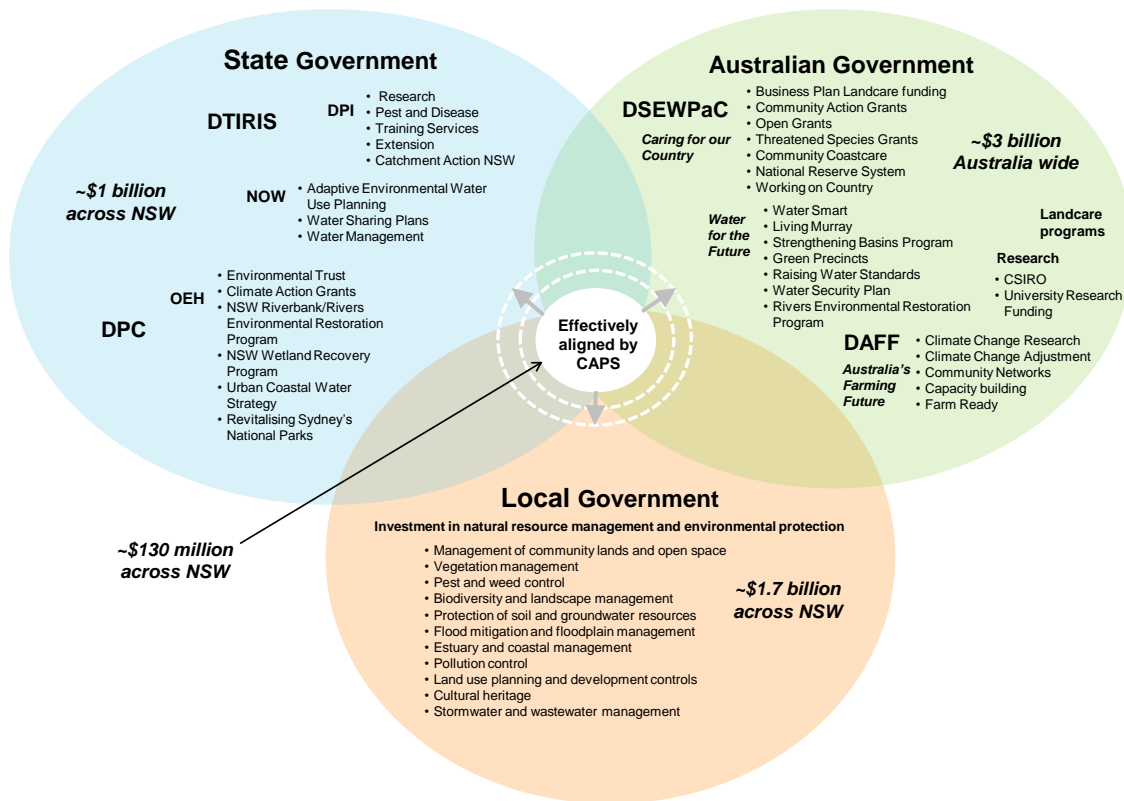 State Government
DTIRIS
DPI
• Research
• Pest and Disease
• Training Services
• Extension
• Catchment Action NSW
~$1 billion
across NSW
NOW
• Adaptive Environmental Water
Use Planning
• Water Sharing Plans
• Water Management
OEH
DPC
• Environmental Trust
• Climate Action Grants
• NSW Riverbank/Rivers
Environmental Restoration
Program
• NSW Wetland Recovery
Program
• Urban Coastal Water
Strategy
• Revitalising Sydney's
National Parks
Australian Government
DSEWPaC
Caring for our
Country
• Business Plan Landcare funding
• Community Action Grants
• Open Grants
• Threatened Species Grants
• Community Coastcare
• National Reserve System
• Working on Country
~$3 billion
Australia wide
Water
for the
Future
• Water Smart
• Living Murray
• Strengthening Basins Program
• Green Precincts
• Raising Water Standards
• Water Security Plan
• Rivers Environmental Restoration
Program
Landcare
programs
Research
• CSIRO
• University Research
Funding
DAFF
Australia's
Farming
Future
• Climate Change Research
• Climate Change Adjustment
• Community Networks
• Capacity building
• Farm Ready
Effectively
aligned by
CAPS
~$130 million
across NSW
Local Government
Investment in natural resource management and environmental protection
• Management of community lands and open space
• Vegetation management
• Pest and weed control
• Biodiversity and landscape management
• Protection of soil and groundwater resources
• Flood mitigation and floodplain management
• Estuary and coastal management
• Pollution control
• Land use planning and development controls
• Cultural heritage
• Stormwater and wastewater management
~$1.7 billion
across NSW